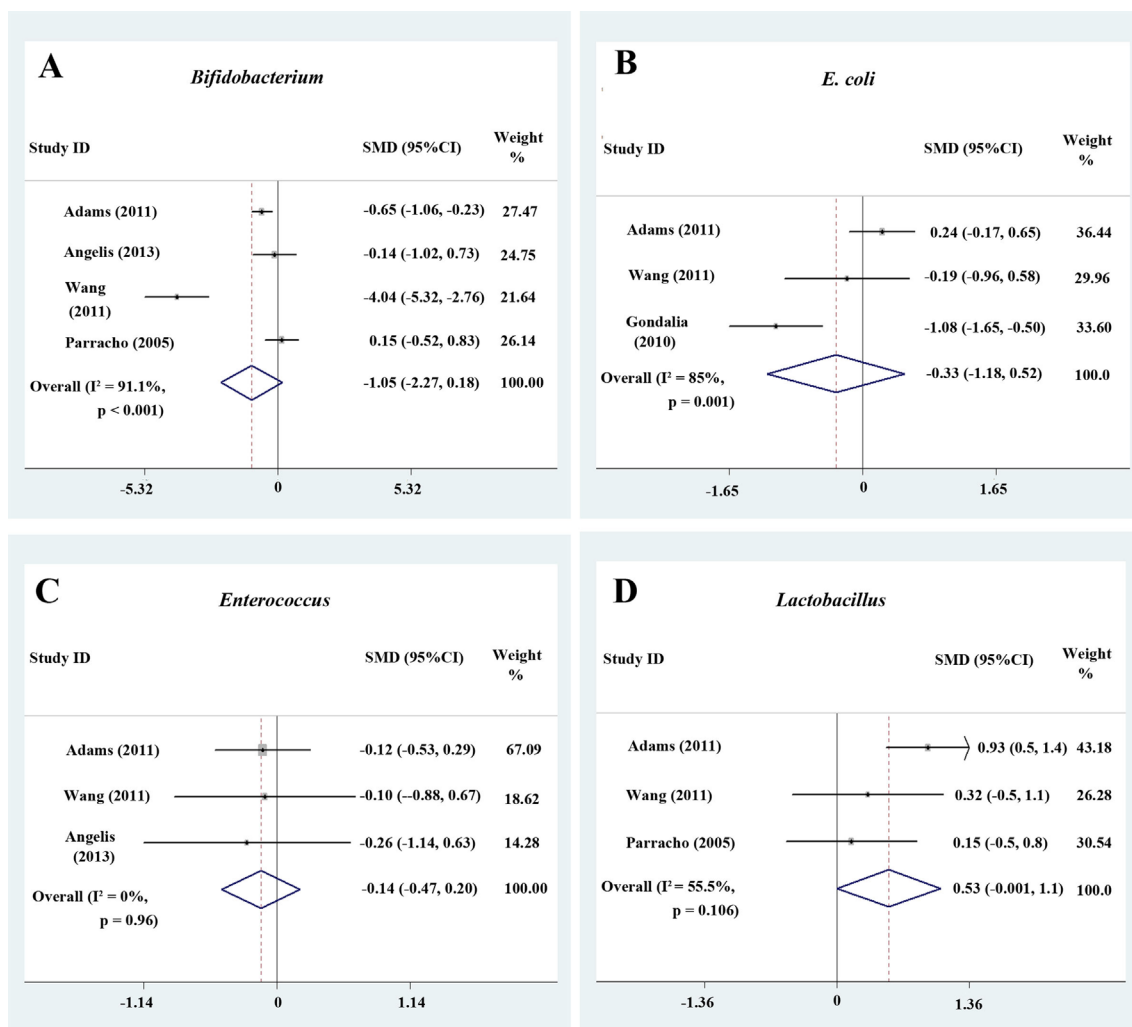 A
Bifidobacterium
Study ID SMD (95%CI) Weight
%
Adams (2011) -0.65 (-1.06, -0.23) 27.47
Angelis (2013) -0.14 (-1.02, 0.73) 24.75
Wang
(2011) -4.04 (-5.32, -2.76) 21.64
Parracho (2005) 0.15 (-0.52, 0.83) 26.14
Overall (I² = 91.1%, -1.05 (-2.27, 0.18) 100.00
p < 0.001)
-5.32 0 5.32
B
E. coli
Study ID SMD (95%CI) Weight
%
Adams (2011) 0.24 (-0.17, 0.65) 36.44
Wang (2011) -0.19 (-0.96, 0.58) 29.96
Gondalia
(2010) -1.08 (-1.65, -0.50) 33.60
Overall (I² = 85%, -0.33 (-1.18, 0.52) 100.0
p = 0.001)
-1.65 0 1.65
C
Enterococcus
Study ID SMD (95%CI) Weight
%
Adams (2011) -0.12 (-0.53, 0.29) 67.09
Wang (2011) -0.10 (--0.88, 0.67) 18.62
Angelis
(2013) -0.26 (-1.14, 0.63) 14.28
Overall (I² = 0%, -0.14 (-0.47, 0.20) 100.00
p = 0.96)
-1.14 0 1.14
D
Lactobacillus
Study ID SMD (95%CI) Weight
%
Adams (2011) 0.93 (0.5, 1.4) 43.18
Wang (2011) 0.32 (-0.5, 1.1) 26.28
Parracho (2005) 0.15 (-0.5, 0.8) 30.54
Overall (I² = 55.5%, 0.53 (-0.001, 1.1) 100.0
p = 0.106)
-1.36 0 1.36